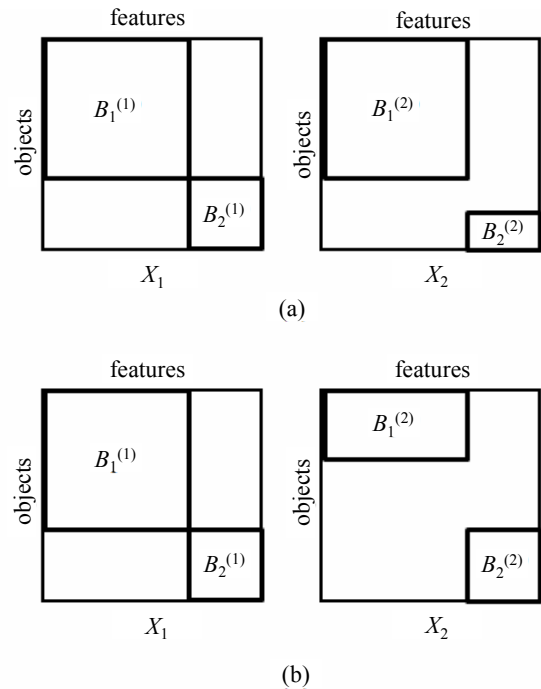 features features
objects objects
B₁⁽¹⁾ B₁⁽²⁾
B₂⁽¹⁾ B₂⁽²⁾
X₁ X₂
(a)
features features
objects objects
B₁⁽¹⁾ B₁⁽²⁾
B₂⁽¹⁾ B₂⁽²⁾
X₁ X₂
(b)